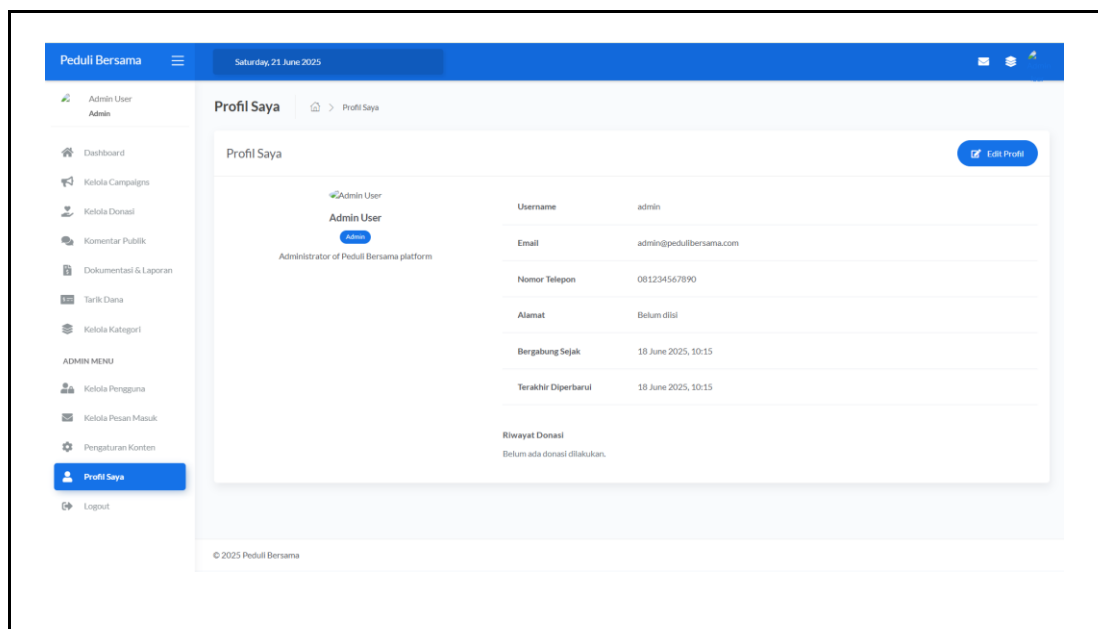 Peduli Bersama
Saturday, 21 June 2025
Admin User
Admin
Dashboard
Kelola Campaigns
Kelola Donasi
Komentar Publik
Dokumentasi & Laporan
Tarik Dana
Kelola Kategori
ADMIN MENU
Kelola Pengguna
Kelola Pesan Masuk
Pengaturan Konten
Profil Saya
Logout
Profil Saya > Profil Saya
Profil Saya
Edit Profil
Admin User
Admin User
Admin
Administrator of Peduli Bersama platform
Username admin
Email admin@pedulibersama.com
Nomor Telepon 081234567890
Alamat Belum diisi
Bergabung Sejak 18 June 2025, 10:15
Terakhir Diperbarui 18 June 2025, 10:15
Riwayat Donasi
Belum ada donasi dilakukan.
© 2025 Peduli Bersama